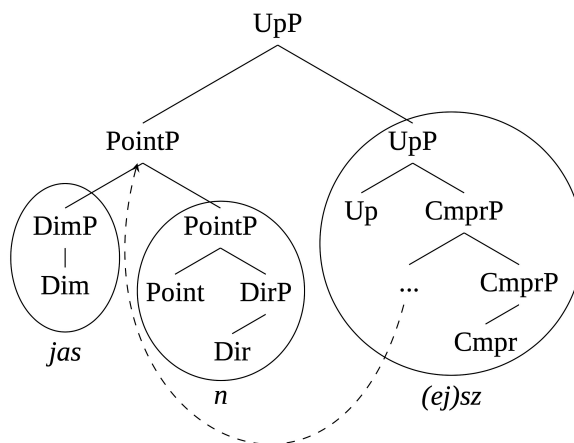 UpP
PointP UpP
DimP PointP Up CmprP
Dim Point DirP ... CmprP
Dir Cmpr
jas n (ej)sz